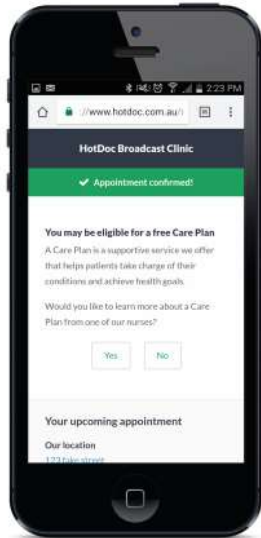 2:23 PM
://www.hotdoc.com.au/
HotDoc Broadcast Clinic
✔ Appointment confirmed!
You may be eligible for a free Care Plan
A Care Plan is a supportive service we offer
that helps patients take charge of their
conditions and achieve health goals
Would you like to learn more about a Care
Plan from one of our nurses?
Yes No
Your upcoming appointment
Our location
123 fake street